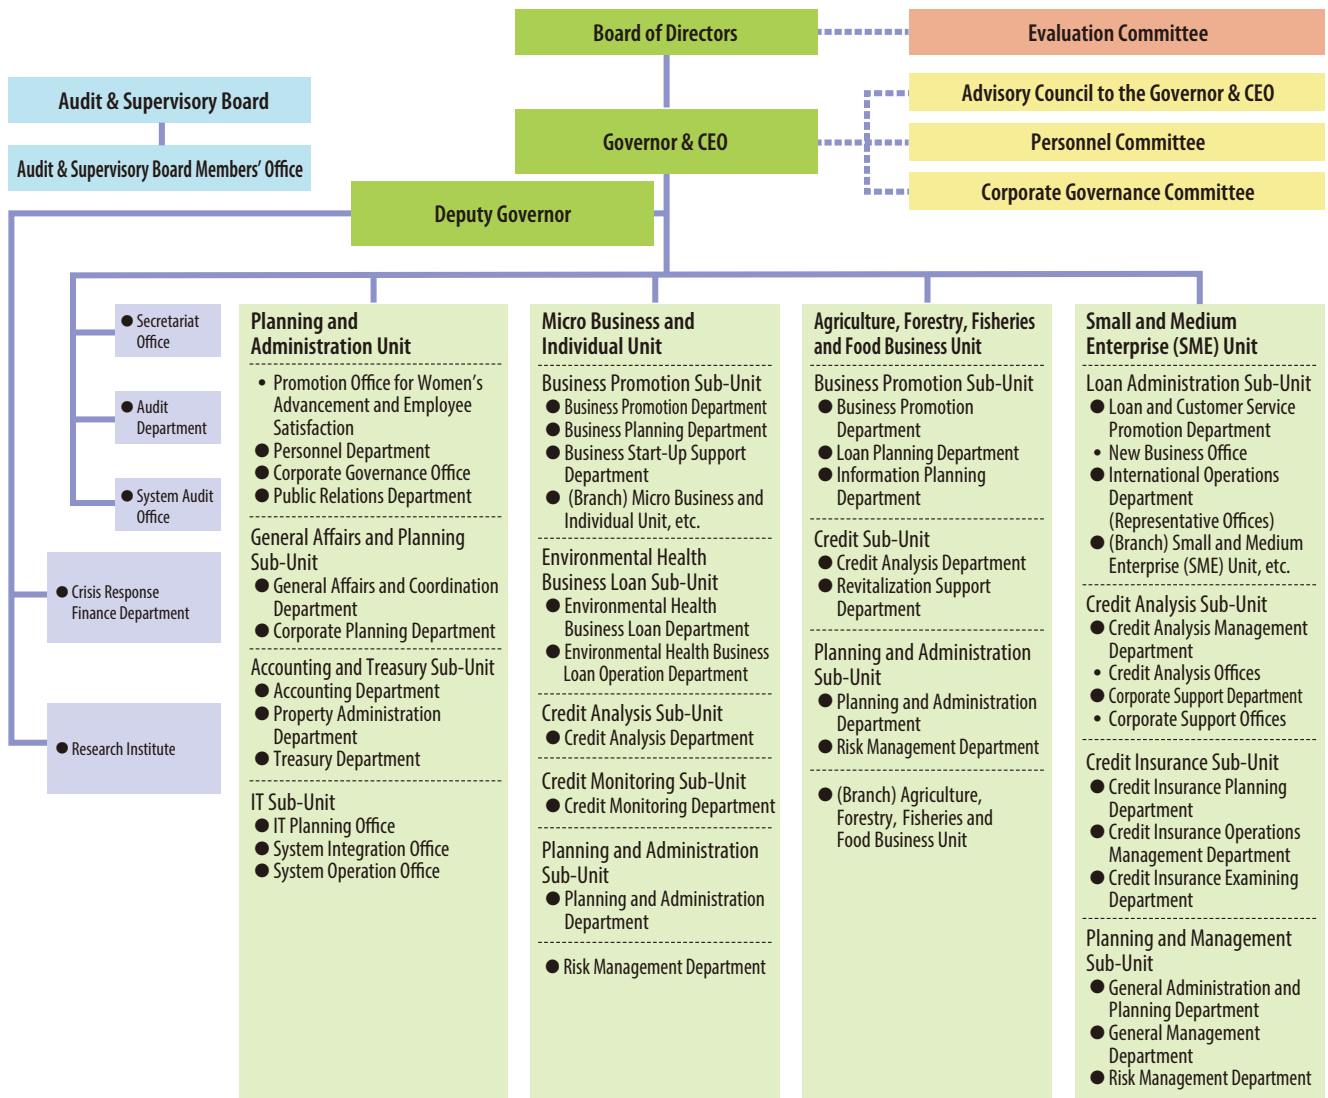 Board of Directors
Evaluation Committee
Audit & Supervisory Board
Advisory Council to the Governor & CEO
Governor & CEO
Personnel Committee
Audit & Supervisory Board Members’ Office
Corporate Governance Committee
Deputy Governor
● Secretariat
Office
● Audit
Department
● System Audit
Office
● Crisis Response
Finance Department
● Research Institute
Planning and
Administration Unit
• Promotion Office for Women’s
Advancement and Employee
Satisfaction
● Personnel Department
● Corporate Governance Office
● Public Relations Department
General Affairs and Planning
Sub-Unit
● General Affairs and Coordination
Department
● Corporate Planning Department
Accounting and Treasury Sub-Unit
● Accounting Department
● Property Administration
Department
● Treasury Department
IT Sub-Unit
● IT Planning Office
● System Integration Office
● System Operation Office
Micro Business and
Individual Unit
Business Promotion Sub-Unit
● Business Promotion Department
● Business Planning Department
● Business Start-Up Support
Department
● (Branch) Micro Business and
Individual Unit, etc.
Environmental Health
Business Loan Sub-Unit
● Environmental Health
Business Loan Department
● Environmental Health Business
Loan Operation Department
Credit Analysis Sub-Unit
● Credit Analysis Department
Credit Monitoring Sub-Unit
● Credit Monitoring Department
Planning and Administration
Sub-Unit
● Planning and Administration
Department
● Risk Management Department
Agriculture, Forestry, Fisheries
and Food Business Unit
Business Promotion Sub-Unit
● Business Promotion
Department
● Loan Planning Department
● Information Planning
Department
Credit Sub-Unit
● Credit Analysis Department
● Revitalization Support
Department
Planning and Administration
Sub-Unit
● Planning and Administration
Department
● Risk Management Department
● (Branch) Agriculture,
Forestry, Fisheries and
Food Business Unit
Small and Medium
Enterprise (SME) Unit
Loan Administration Sub-Unit
● Loan and Customer Service
Promotion Department
• New Business Office
● International Operations
Department
(Representative Offices)
● (Branch) Small and Medium
Enterprise (SME) Unit, etc.
Credit Analysis Sub-Unit
● Credit Analysis Management
Department
• Credit Analysis Offices
● Corporate Support Department
• Corporate Support Offices
Credit Insurance Sub-Unit
● Credit Insurance Planning
Department
● Credit Insurance Operations
Management Department
● Credit Insurance Examining
Department
Planning and Management
Sub-Unit
● General Administration and
Planning Department
● General Management
Department
● Risk Management Department